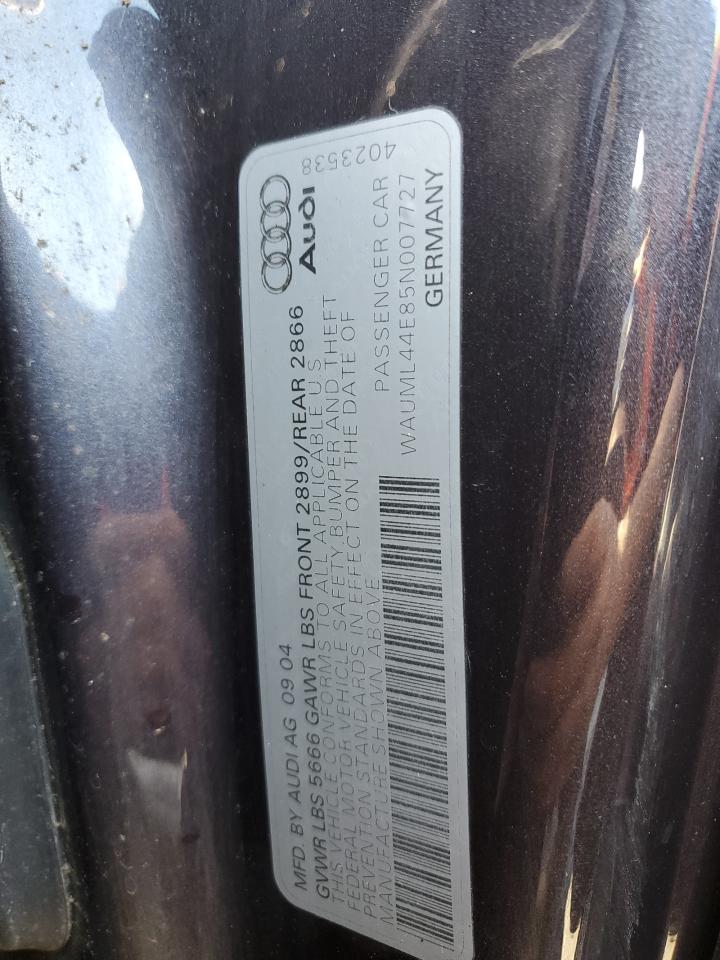 Audi
MFD. BY AUDI AG 09 04
GVWR LBS 5666 GAWR LBS FRONT 2899/REAR 2866
THIS VEHICLE CONFORMS TO ALL APPLICABLE U S
FEDERAL MOTOR VEHICLE SAFETY, BUMPER AND THEFT
PREVENTION STANDARDS IN EFFECT ON THE DATE OF
MANUFACTURE SHOWN ABOVE
PASSENGER CAR
WAUML44E85N007727
GERMANY
4023538